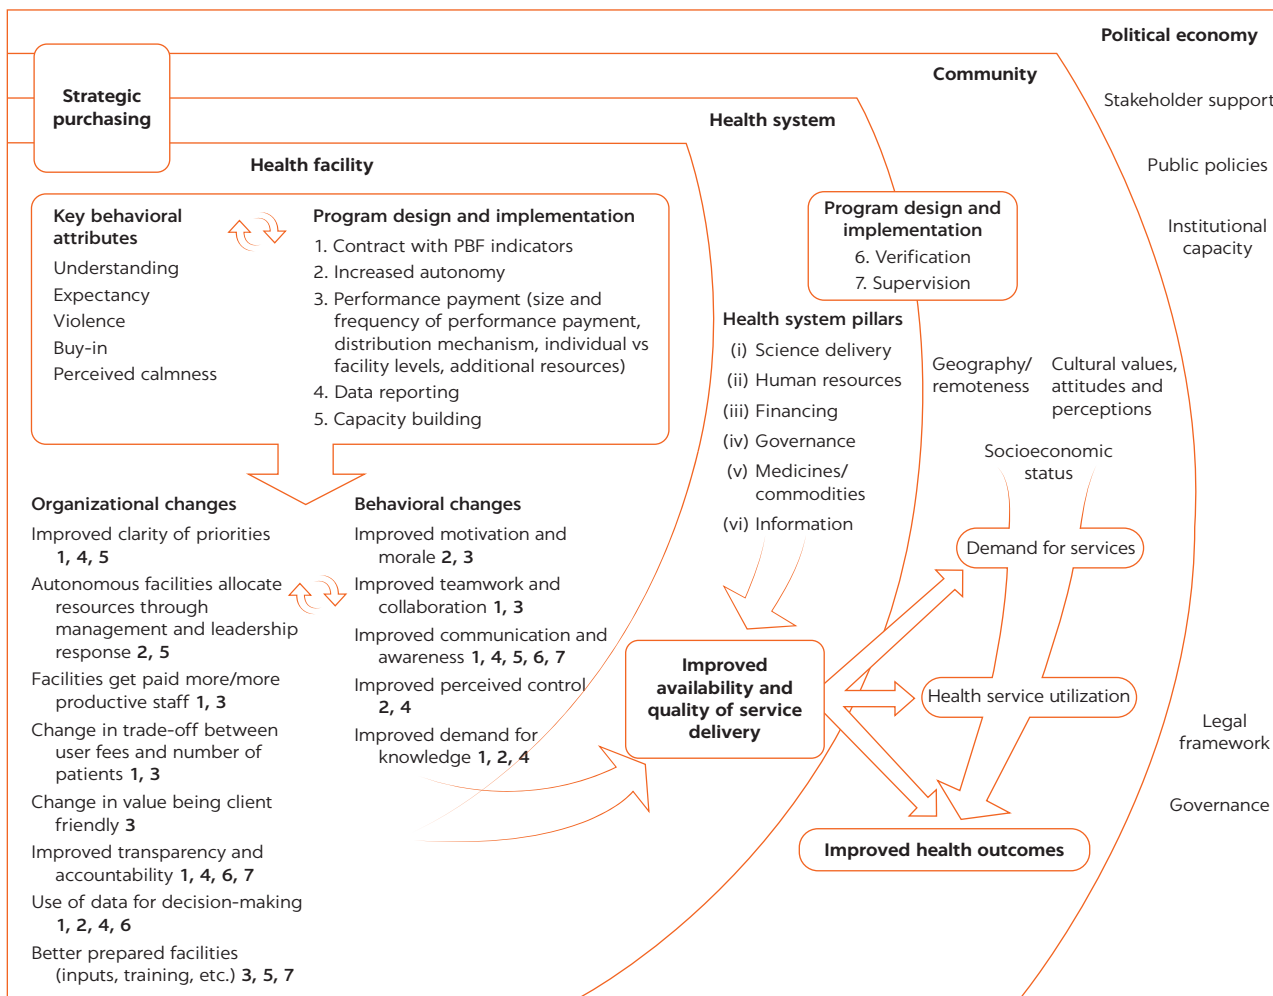 Political economy
Community
Strategic
purchasing
Stakeholder support
Health system
Health facility
Public policies
Key behavioral
attributes
Understanding
Expectancy
Violence
Buy-in
Perceived calmness
Program design and implementation
1. Contract with PBF indicators
2. Increased autonomy
3. Performance payment (size and
frequency of performance payment,
distribution mechanism, individual vs
facility levels, additional resources)
4. Data reporting
5. Capacity building
Program design and
implementation
6. Verification
7. Supervision
Institutional
capacity
Health system pillars
(i) Science delivery
(ii) Human resources
(iii) Financing
(iv) Governance
(v) Medicines/
commodities
(vi) Information
Geography/
remoteness
Cultural values,
attitudes and
perceptions
Socioeconomic
status
Organizational changes
Improved clarity of priorities
1, 4, 5
Autonomous facilities allocate
resources through
management and leadership
response 2, 5
Facilities get paid more/more
productive staff 1, 3
Change in trade-off between
user fees and number of
patients 1, 3
Change in value being client
friendly 3
Improved transparency and
accountability 1, 4, 6, 7
Use of data for decision-making
1, 2, 4, 6
Better prepared facilities
(inputs, training, etc.) 3, 5, 7
Behavioral changes
Improved motivation and
morale 2, 3
Improved teamwork and
collaboration 1, 3
Improved communication and
awareness 1, 4, 5, 6, 7
Improved perceived control
2, 4
Improved demand for
knowledge 1, 2, 4
Improved
availability and
quality of service
delivery
Demand for services
Health service utilization
Improved health outcomes
Legal
framework
Governance